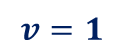 𝒗 = 𝟏